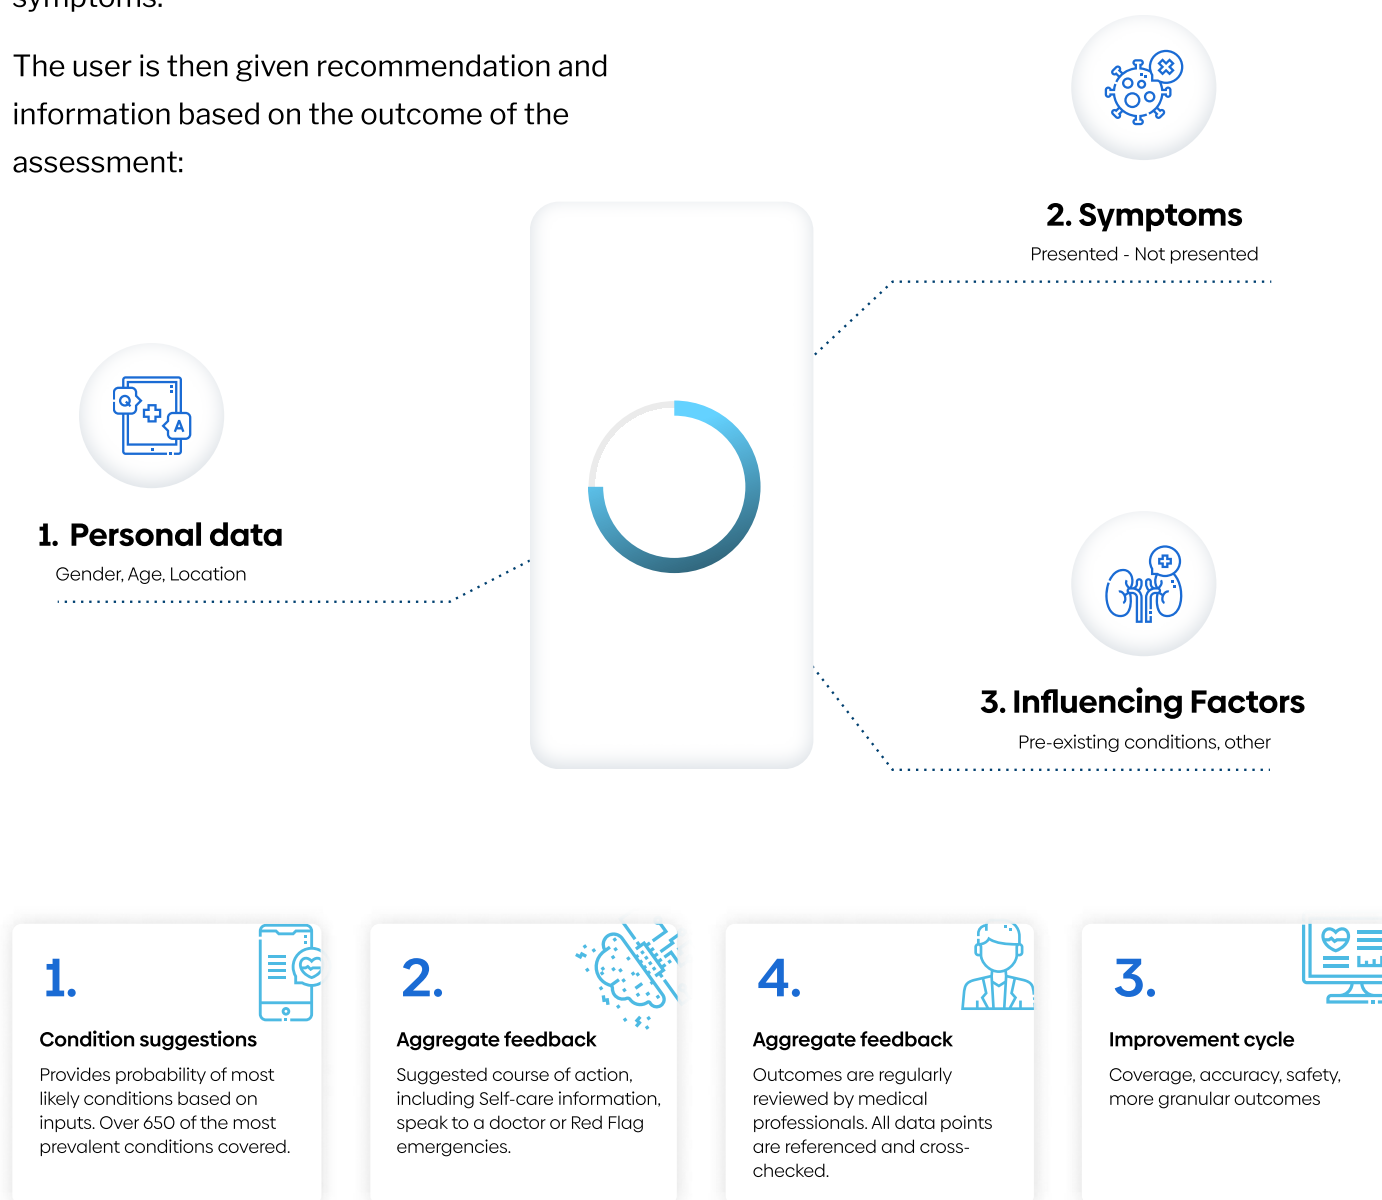 symptoms.
The user is then given recommendation and
information based on the outcome of the
assessment:
2. Symptoms
Presented - Not presented
Q
A
1. Personal data
Gender, Age, Location
3. Influencing Factors
Pre-existing conditions, other
1.
Condition suggestions
Provides probability of most
likely conditions based on
inputs. Over 650 of the most
prevalent conditions covered.
2.
Aggregate feedback
Suggested course of action,
including Self-care information,
speak to a doctor or Red Flag
emergencies.
4.
Aggregate feedback
Outcomes are regularly
reviewed by medical
professionals. All data points
are referenced and cross-
checked.
3.
Improvement cycle
Coverage, accuracy, safety,
more granular outcomes